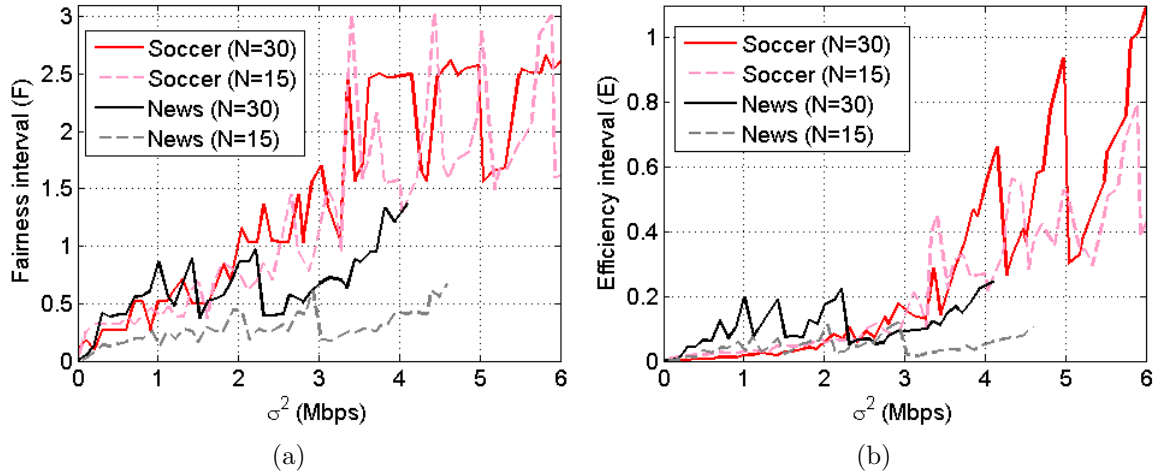 Fairness interval (F)
3
2.5
2
1.5
1
0.5
0
Soccer (N=30)
Soccer (N=15)
News (N=30)
News (N=15)
0 1 2 3 4 5 6
σ² (Mbps)
(a)
Efficiency interval (E)
1
0.8
0.6
0.4
0.2
0
Soccer (N=30)
Soccer (N=15)
News (N=30)
News (N=15)
0 1 2 3 4 5 6
σ² (Mbps)
(b)